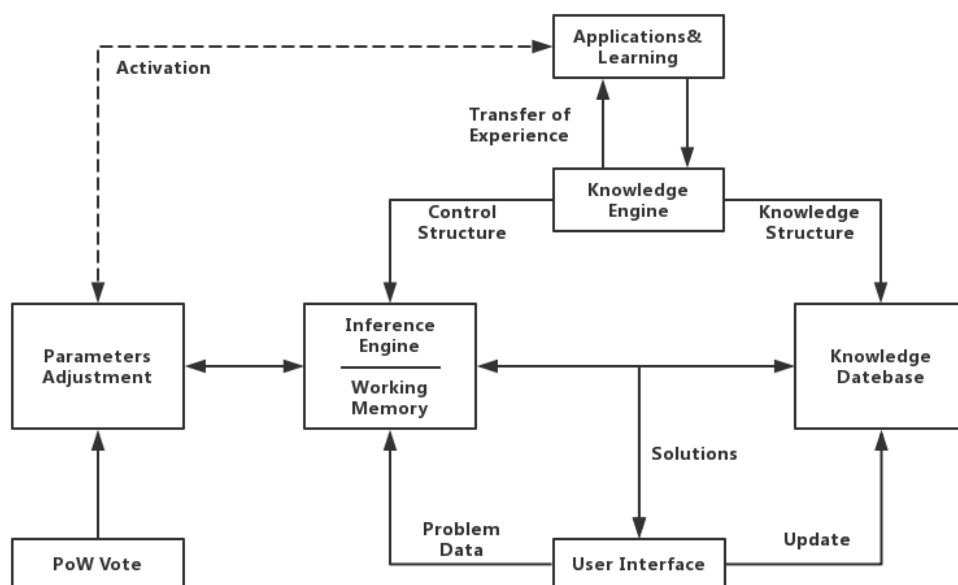 Applications&
Learning
Activation
Transfer of
Experience
Knowledge
Engine
Control
Structure
Knowledge
Structure
Parameters
Adjustment
Inference
Engine
Working
Memory
Knowledge
Datebase
Solutions
Problem
Data
Update
PoW Vote
User Interface